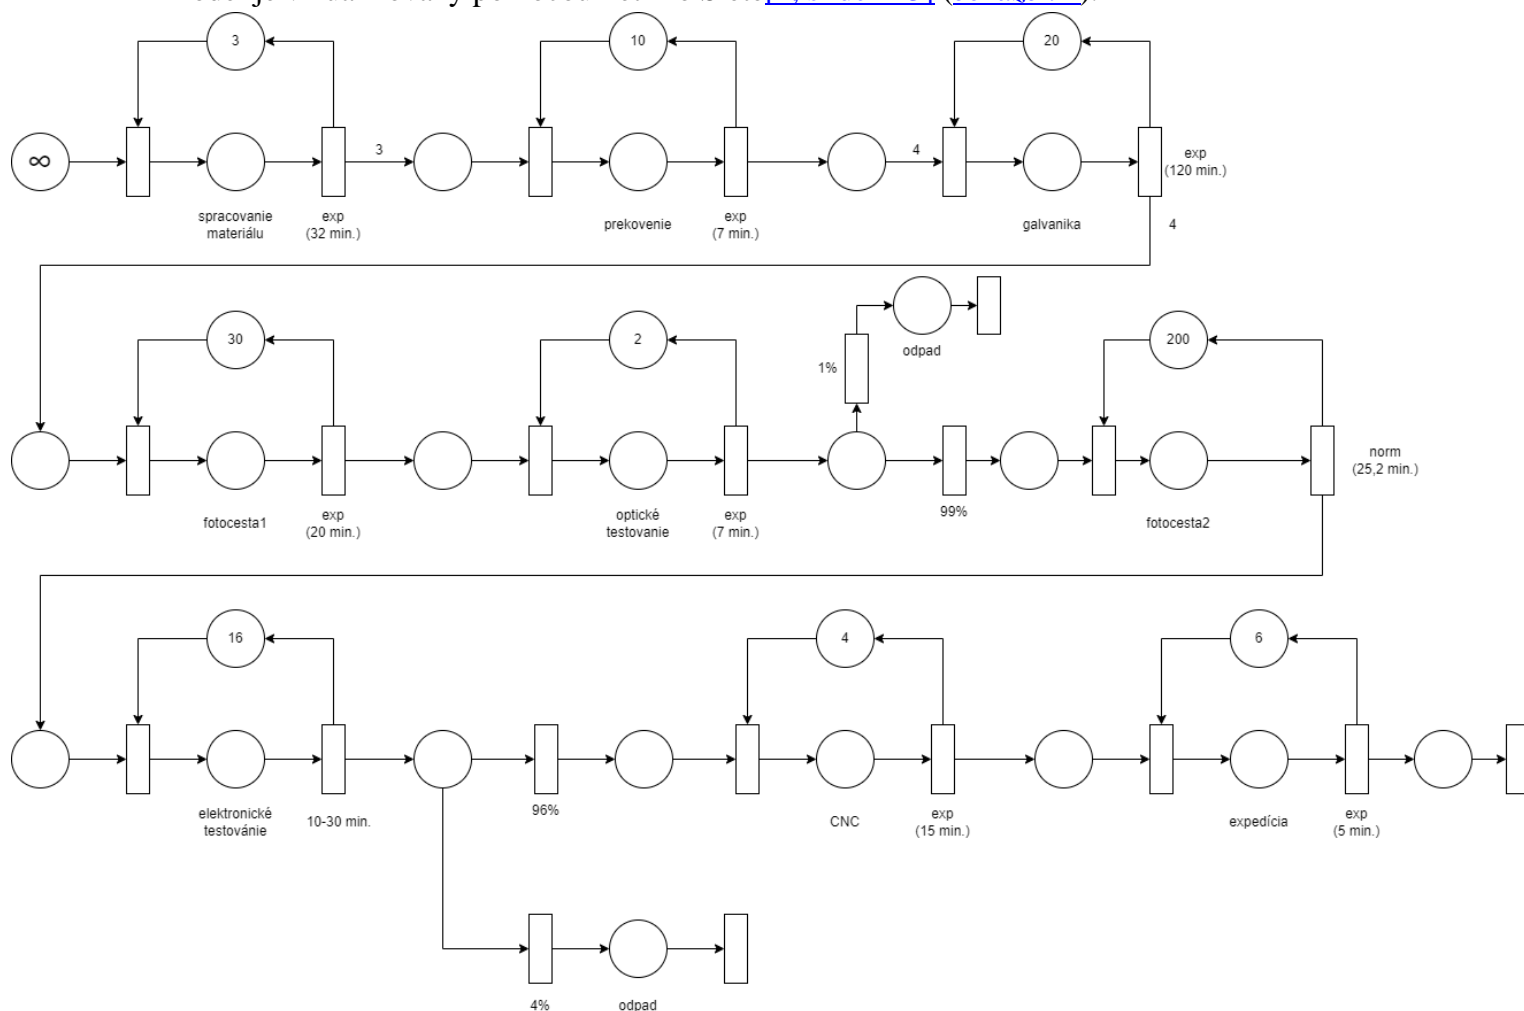 3
10
20
∞
3
4
exp
(120 min.)
spracovanie
materiálu
exp
(32 min.)
prekovenie
exp
(7 min.)
galvanika
4
30
2
1%
odpad
200
fotocesta1
exp
(20 min.)
optické
testovanie
exp
(7 min.)
99%
fotocesta2
norm
(25,2 min.)
16
4
6
elektronické
testovánie
10-30 min.
96%
CNC
exp
(15 min.)
expedícia
exp
(5 min.)
4%
odpad